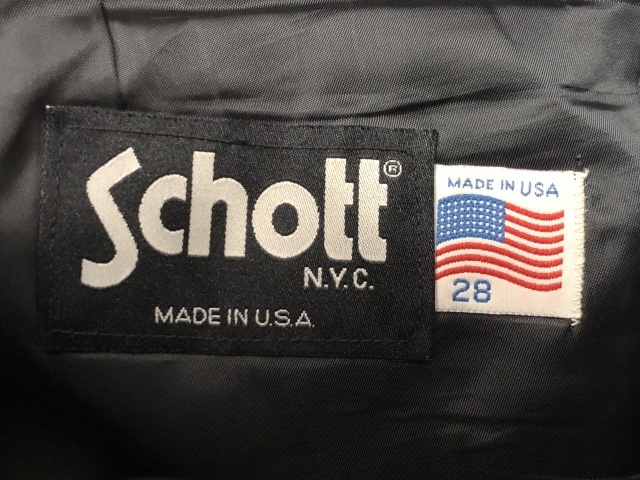 Schott®
N.Y.C.
MADE IN U.S.A.
MADE IN USA
28